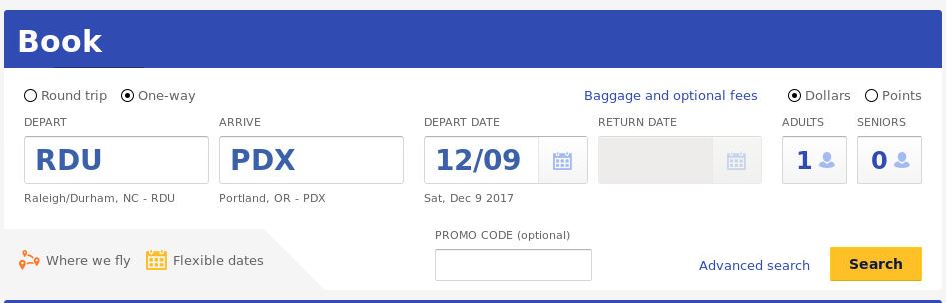 Book
Round trip One-way Baggage and optional fees Dollars Points
DEPART ARRIVE DEPART DATE RETURN DATE ADULTS SENIORS
RDU PDX 12/09 1 0
Raleigh/Durham, NC - RDU Portland, OR - PDX Sat, Dec 9 2017
PROMO CODE (optional)
Where we fly Flexible dates Advanced search Search